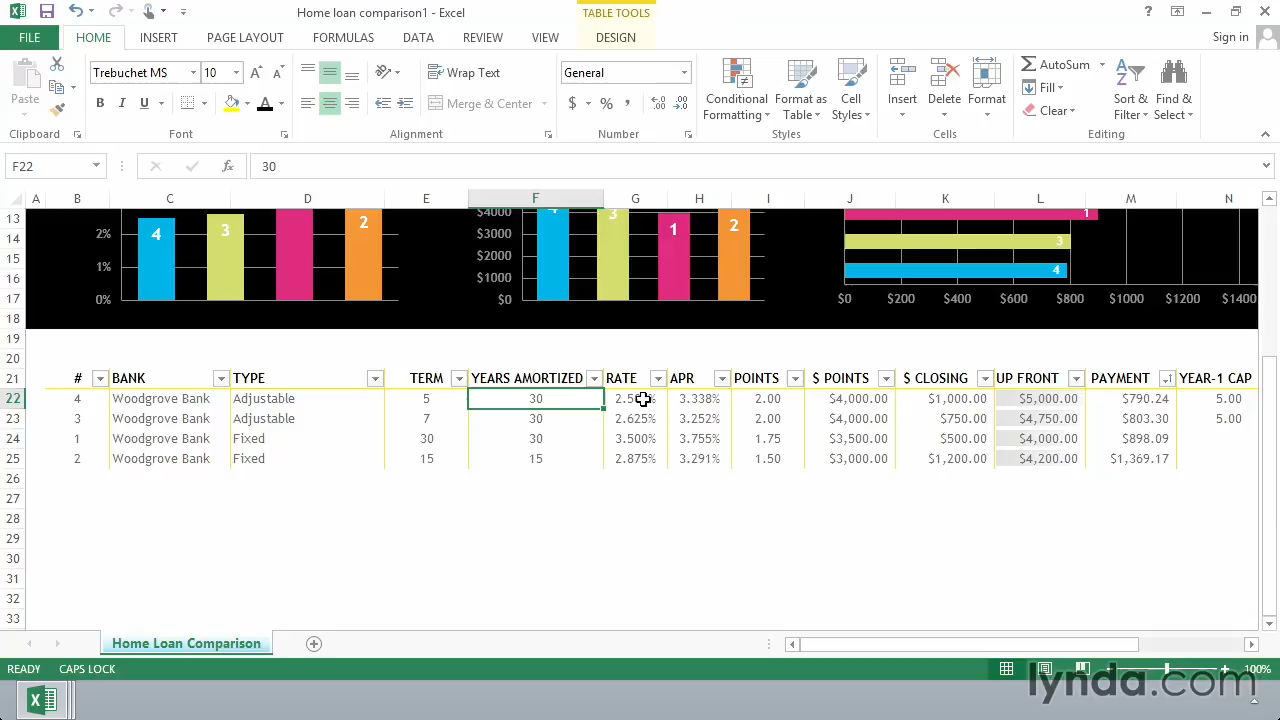 Home loan comparison1 - Excel
TABLE TOOLS
FILE HOME INSERT PAGE LAYOUT FORMULAS DATA REVIEW VIEW DESIGN Sign in
Paste
Trebuchet MS 10
B I U
Wrap Text
Merge & Center
General
$ % ,
Conditional Formatting
Format as Table
Cell Styles
Insert Delete Format
AutoSum
Fill
Clear
Sort & Filter
Find & Select
Clipboard Font Alignment Number Styles Cells Editing
F22 fx 30
A B C D E F G H I J K L M N
13 $4000 3 1
14 2% 4 3 2 $3000 1 2 3
15 $2000
16 1% $1000 4
17 0% $0 $0 $200 $400 $600 $800 $1000 $1200 $1400
18
19
20
21 # BANK TYPE TERM YEARS AMORTIZED RATE APR POINTS $ POINTS $ CLOSING UP FRONT PAYMENT YEAR-1 CAP
22 4 Woodgrove Bank Adjustable 5 30 3.338% 2.00 $4,000.00 $1,000.00 $5,000.00 $790.24 5.00
23 3 Woodgrove Bank Adjustable 7 30 2.625% 3.252% 2.00 $4,000.00 $750.00 $4,750.00 $803.30 5.00
24 1 Woodgrove Bank Fixed 30 30 3.500% 3.755% 1.75 $3,500.00 $500.00 $4,000.00 $898.09
25 2 Woodgrove Bank Fixed 15 15 2.875% 3.291% 1.50 $3,000.00 $1,200.00 $4,200.00 $1,369.17
26
27
28
29
30
31
32
33
Home Loan Comparison
READY CAPS LOCK 100%
lynda.com